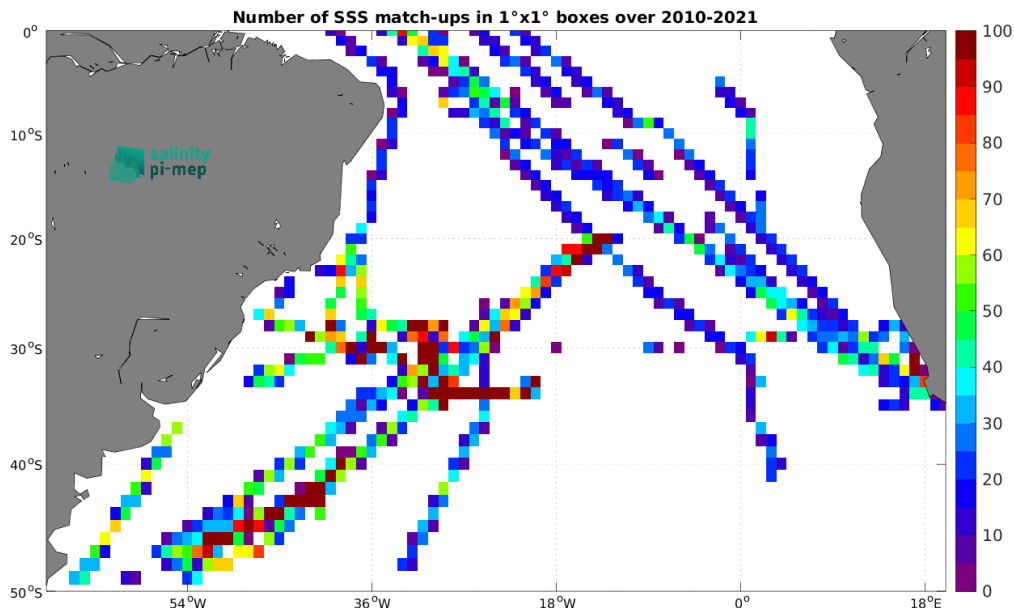 Number of SSS match-ups in 1°x1° boxes over 2010-2021
salinity
pi-mep
0°
10°S
20°S
30°S
40°S
50°S
54°W
36°W
18°W
0°
18°E
100
90
80
70
60
50
40
30
20
10
0